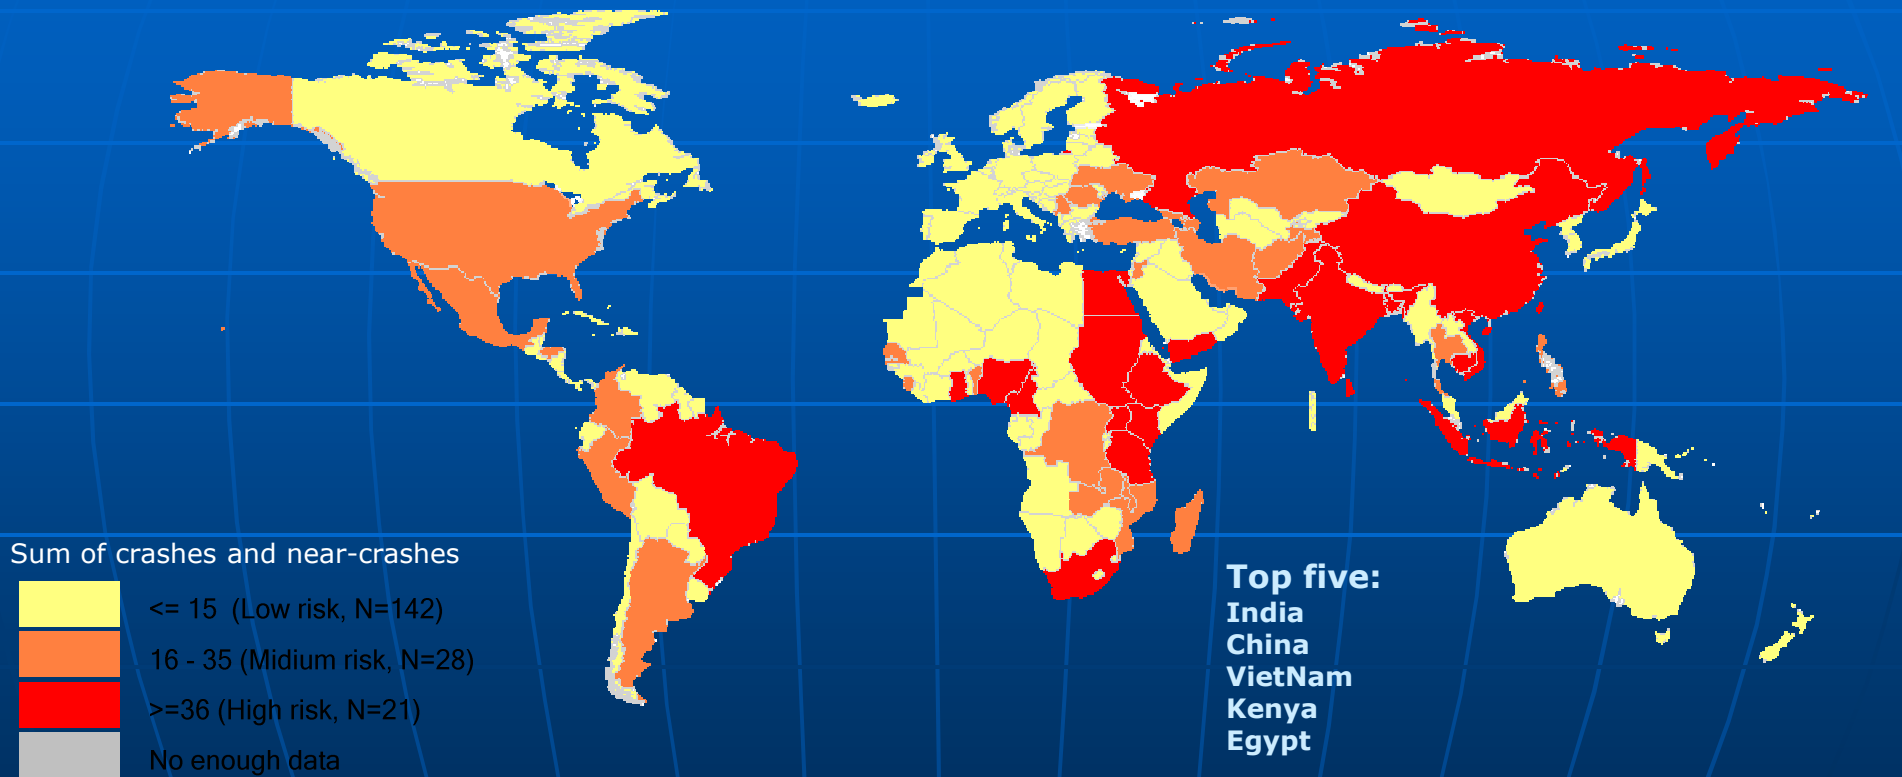 Sum of crashes and near-crashes
<= 15 (Low risk, N=142)
16 - 35 (Midium risk, N=28)
>=36 (High risk, N=21)
No enough data
Top five:
India
China
VietNam
Kenya
Egypt